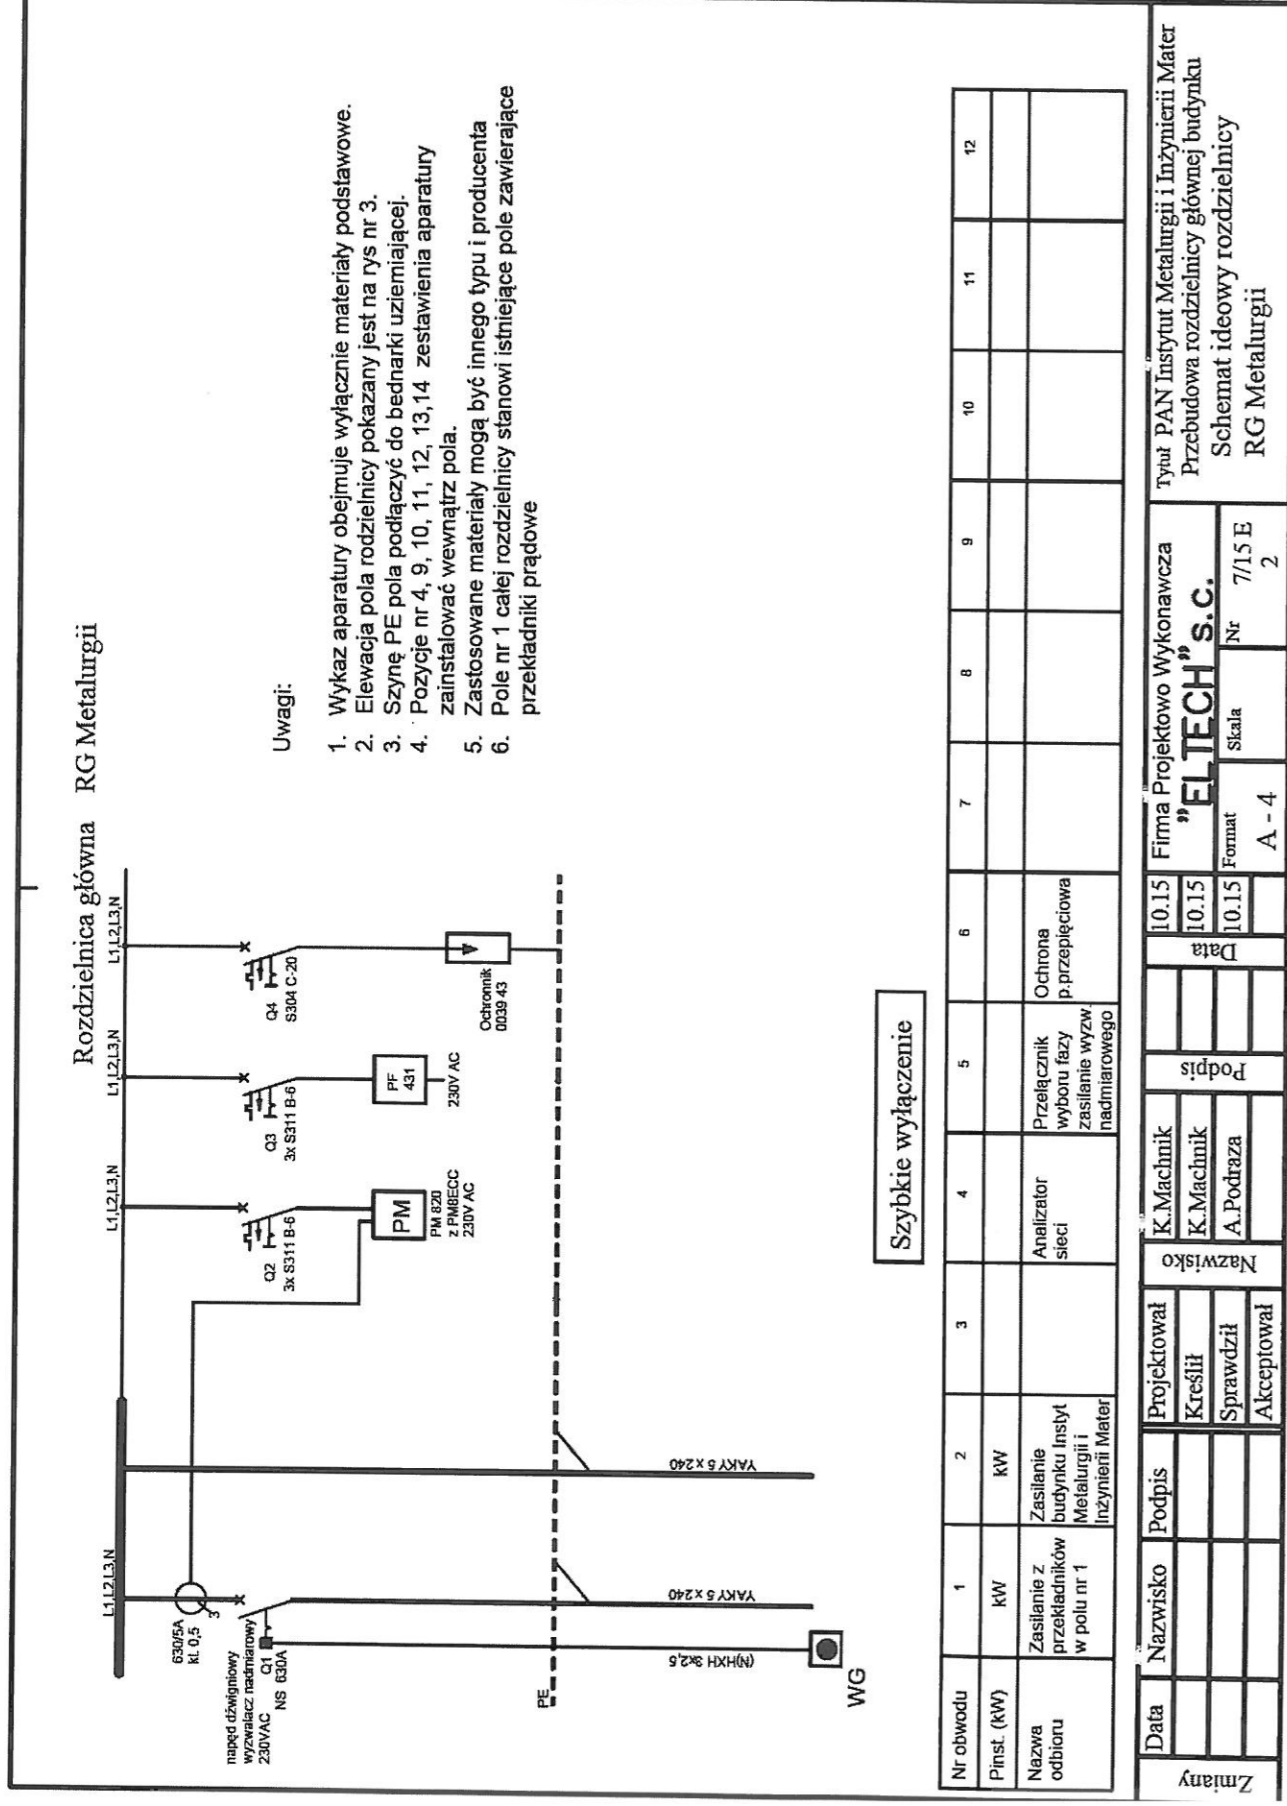 Rozdzielnica główna RG Metalurgii
L1,L2,L3,N
L1,L2,L3,N
L1,L2,L3,N
L1,L2,L3,N
630/5A
kl. 0,5
3
napęd dźwigniowy
wyzwalacz nadmiarowy
230VAC
Q1
NS 630A
Q2
3x S311 B-6
Q3
3x S311 B-6
Q4
S304 C-20
PM
PM 820
z PM8ECC
230V AC
PF
431
230V AC
Ochronnik
0039 43
PE
(N)HXH 3x2,5
YAKY 5 x 240
YAKY 5 x 240
WG
Uwagi:
1. Wykaz aparatury obejmuje wyłącznie materiały podstawowe.
2. Elewacja pola rodzielnicy pokazany jest na rys nr 3.
3. Szynę PE pola podłączyć do bednarki uziemiającej.
4. Pozycje nr 4, 9, 10, 11, 12, 13,14 zestawienia aparatury
zainstalować wewnątrz pola.
5. Zastosowane materiały mogą być innego typu i producenta
6. Pole nr 1 całej rozdzielnicy stanowi istniejące pole zawierające
przekładniki prądowe
Szybkie wyłączenie
Nr obwodu 1 2 3 4 5 6 7 8 9 10 11 12
Pinst. (kW) kW kW
Nazwa
odbioru
Zasilanie z
przekładników
w polu nr 1
Zasilanie
budynku Instyt
Metalurgii i
Inżynierii Mater
Analizator
sieci
Przełącznik
wyboru fazy
zasilanie wyzw.
nadmiarowego
Ochrona
p.przepięciowa
Zmiany
Data Nazwisko Podpis
Projektował
Kreślił
Sprawdził
Akceptował
Nazwisko
K.Machnik
K.Machnik
A.Podraza
Podpis
Data
10.15
10.15
10.15
Firma Projektowo Wykonawcza
"ELTECH" s.c.
Format
A - 4
Skala
Nr
7/15 E
2
Tytuł PAN Instytut Metalurgii i Inżynierii Mater
Przebudowa rozdzielnicy głównej budynku
Schemat ideowy rozdzielnicy
RG Metalurgii